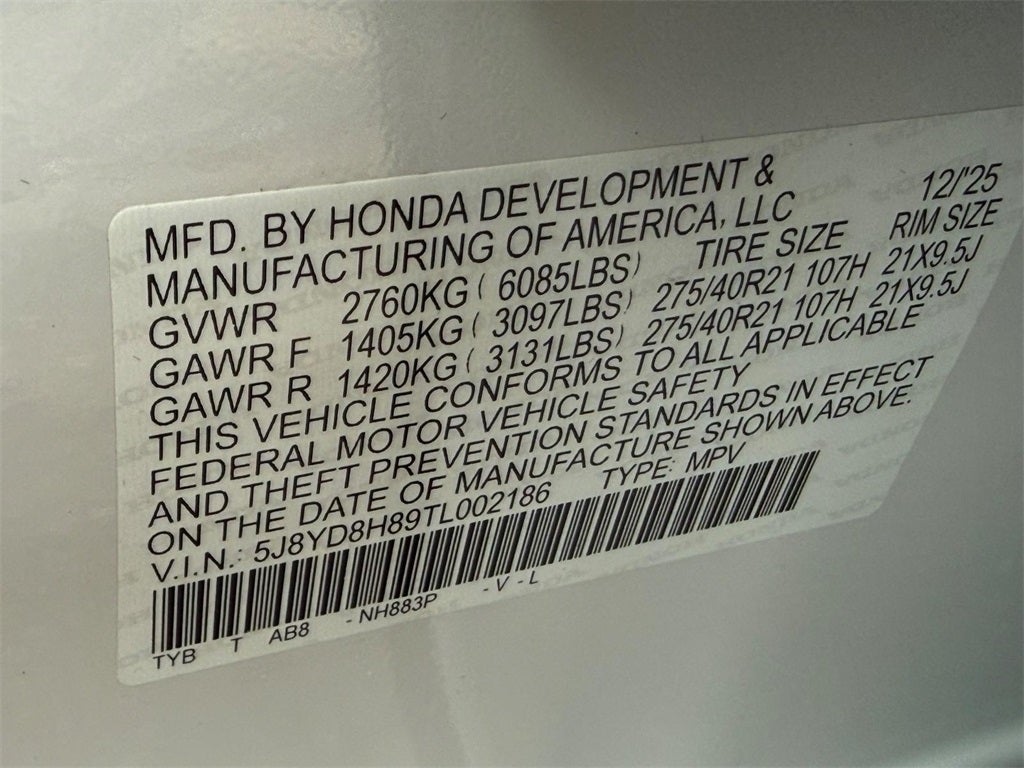 MFD. BY HONDA DEVELOPMENT & 12/'25
MANUFACTURING OF AMERICA, LLC
GVWR 2760KG ( 6085LBS) TIRE SIZE RIM SIZE
GAWR F 1405KG ( 3097LBS) 275/40R21 107H 21X9.5J
GAWR R 1420KG ( 3131LBS) 275/40R21 107H 21X9.5J
THIS VEHICLE CONFORMS TO ALL APPLICABLE
FEDERAL MOTOR VEHICLE SAFETY
AND THEFT PREVENTION STANDARDS IN EFFECT
ON THE DATE OF MANUFACTURE SHOWN ABOVE.
V.I.N.: 5J8YD8H89TL002186 TYPE: MPV
TYB T AB8 - NH883P - V - L